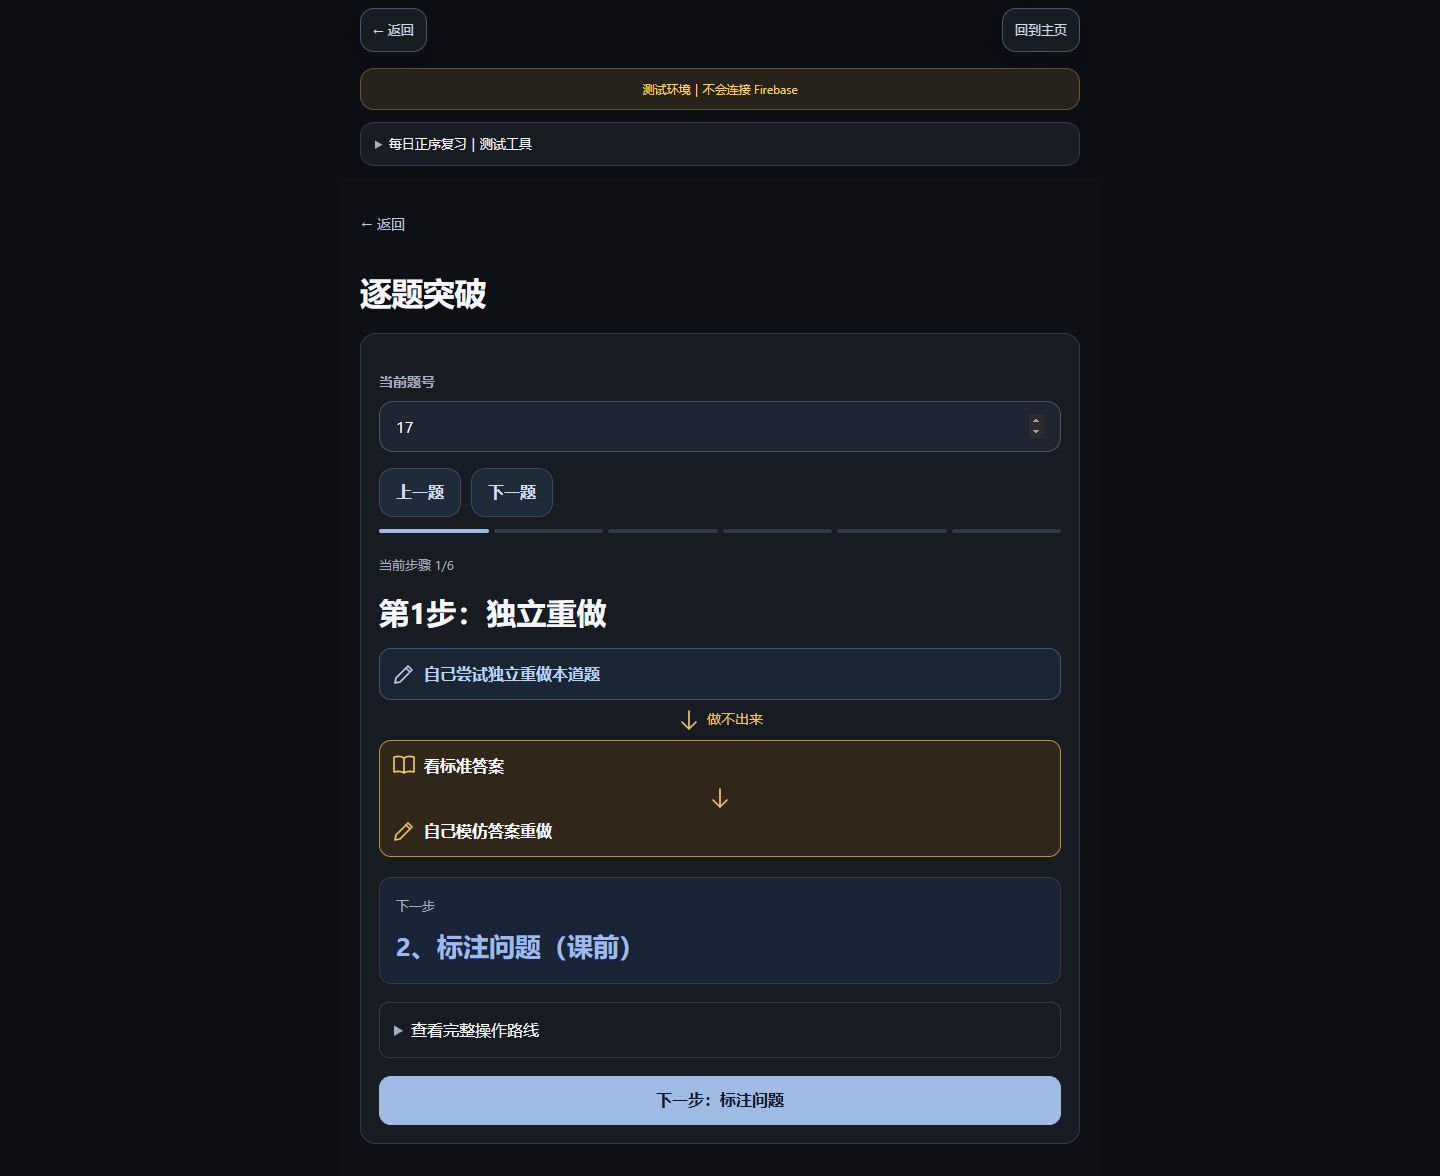 ← 返回
回到主页
测试环境 | 不会连接 Firebase
▶ 每日正序复习 | 测试工具
← 返回
逐题突破
当前题号
17
上一题
下一题
当前步骤 1/6
第1步：独立重做
自己尝试独立重做本道题
做不出来
看标准答案
自己模仿答案重做
下一步
2、标注问题（课前）
▶ 查看完整操作路线
下一步：标注问题